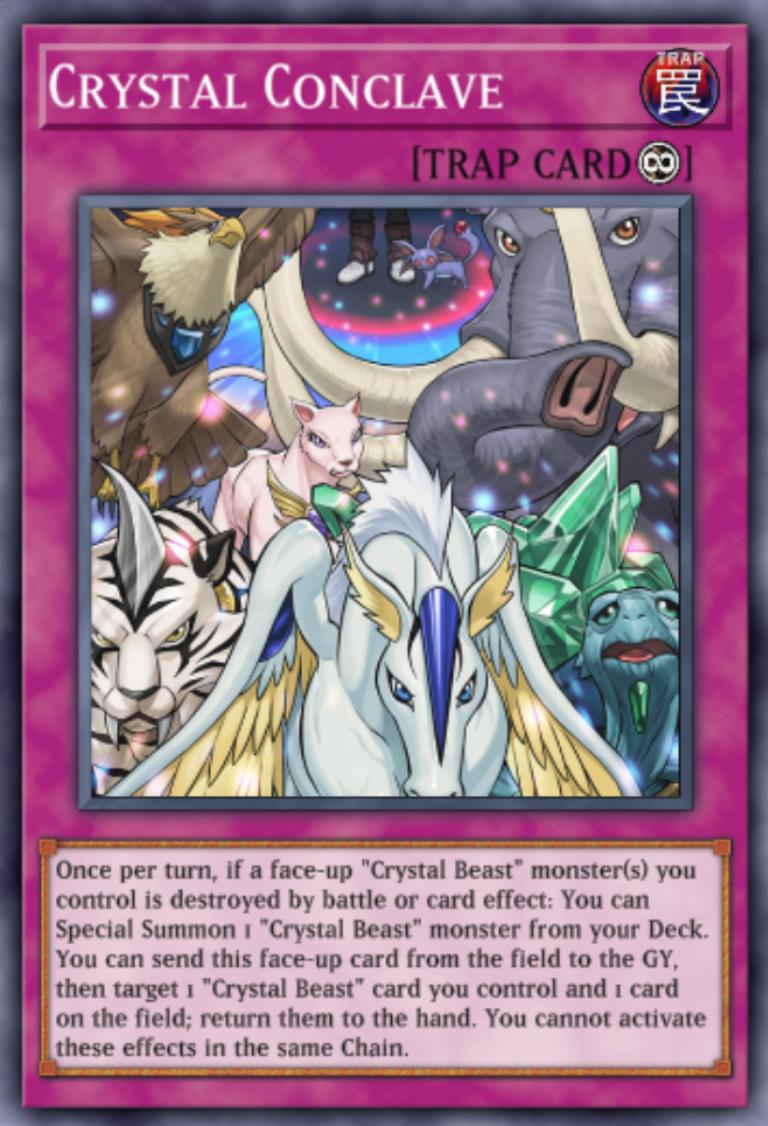 CRYSTAL CONCLAVE
TRAP
罠
[TRAP CARD ∞]
Once per turn, if a face-up "Crystal Beast" monster(s) you
control is destroyed by battle or card effect: You can
Special Summon 1 "Crystal Beast" monster from your Deck.
You can send this face-up card from the field to the GY,
then target 1 "Crystal Beast" card you control and 1 card
on the field; return them to the hand. You cannot activate
these effects in the same Chain.